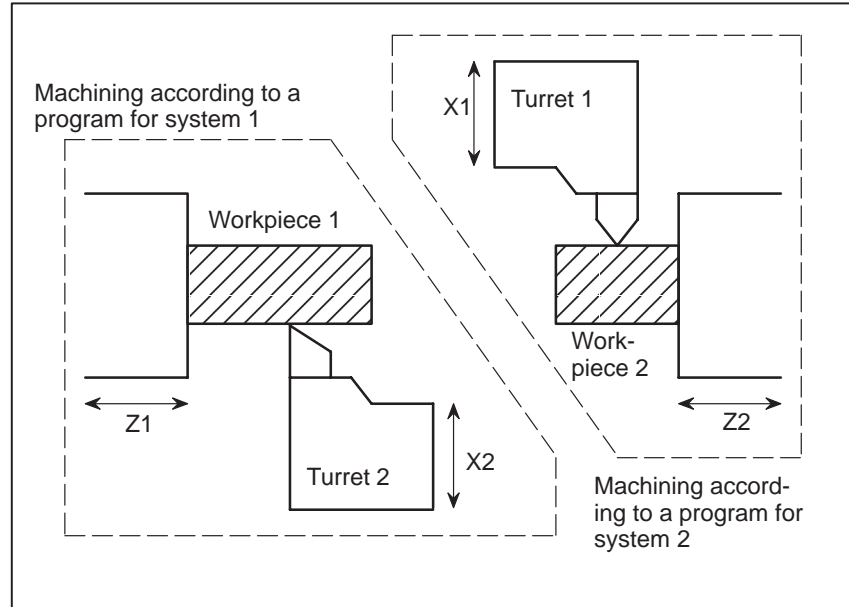 Machining according to a
program for system 1
X1
Turret 1
Workpiece 1
Work-
piece 2
Z1
Z2
Turret 2
X2
Machining accord-
ing to a program for
system 2